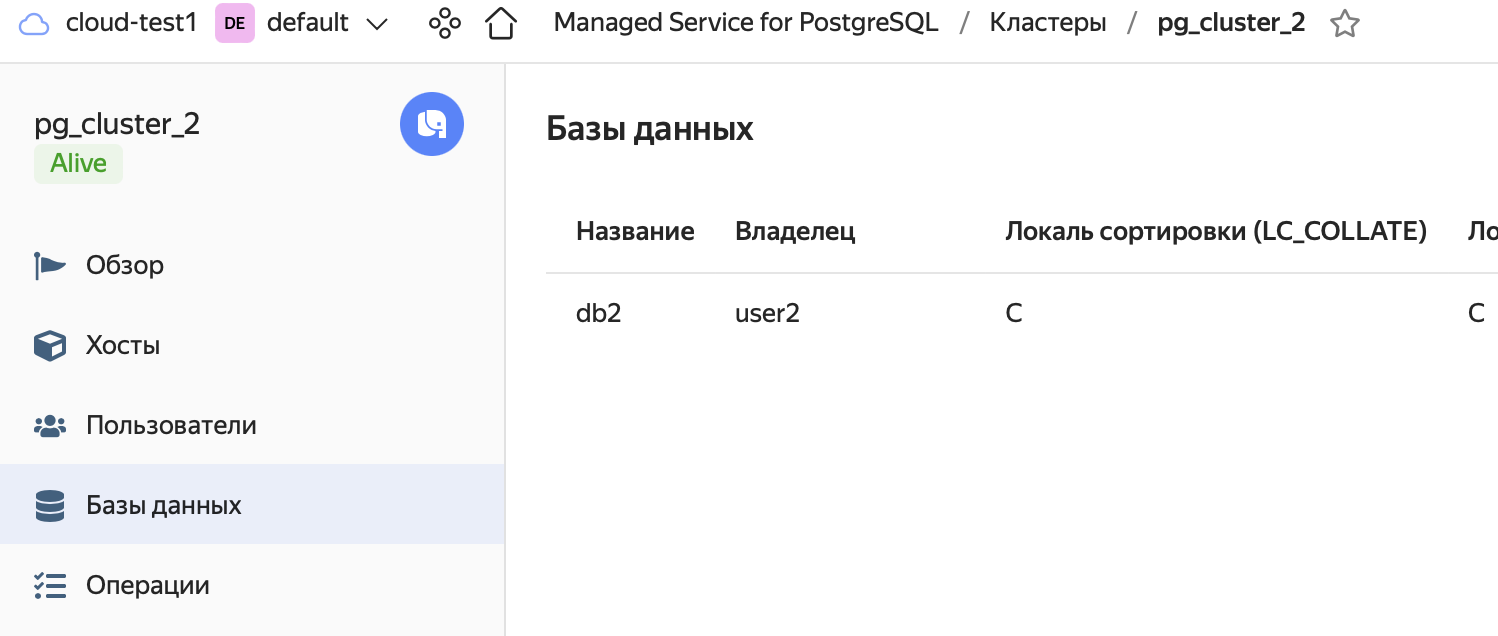 cloud-test1 DE default Managed Service for PostgreSQL / Кластеры / pg_cluster_2
pg_cluster_2
Alive
Обзор
Хосты
Пользователи
Базы данных
Операции
Базы данных
Название Владелец Локаль сортировки (LC_COLLATE) Ло
db2 user2 C C